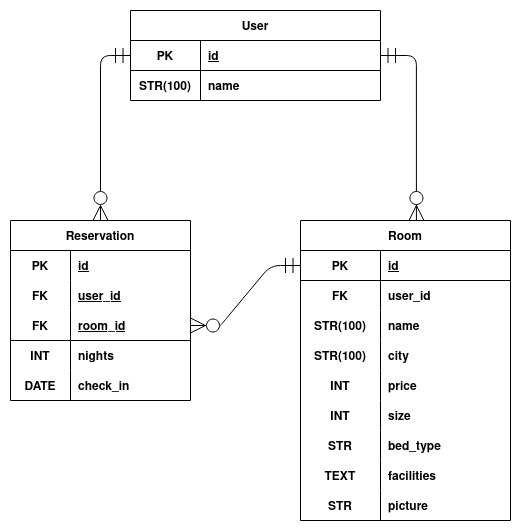 User
PK id
STR(100) name
Reservation
PK id
FK user_id
FK room_id
INT nights
DATE check_in
Room
PK id
FK user_id
STR(100) name
STR(100) city
INT price
INT size
STR bed_type
TEXT facilities
STR picture